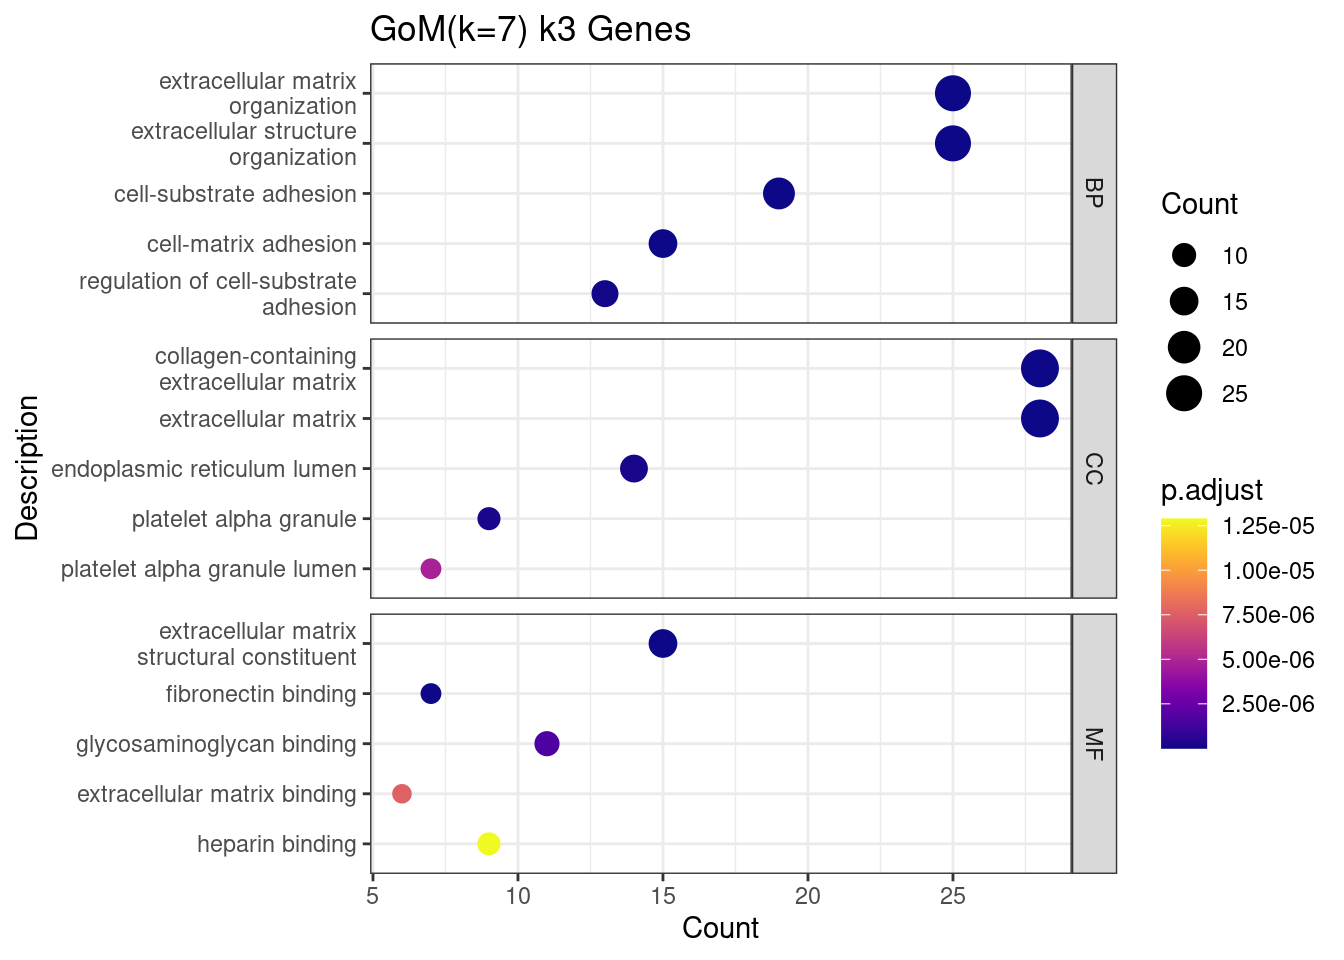 GoM(k=7) k3 Genes
Description
extracellular matrix
organization
extracellular structure
organization
cell-substrate adhesion
cell-matrix adhesion
regulation of cell-substrate
adhesion
BP
collagen-containing
extracellular matrix
extracellular matrix
endoplasmic reticulum lumen
platelet alpha granule
platelet alpha granule lumen
CC
extracellular matrix
structural constituent
fibronectin binding
glycosaminoglycan binding
extracellular matrix binding
heparin binding
MF
5 10 15 20 25
Count
Count
10
15
20
25
p.adjust
1.25e-05
1.00e-05
7.50e-06
5.00e-06
2.50e-06